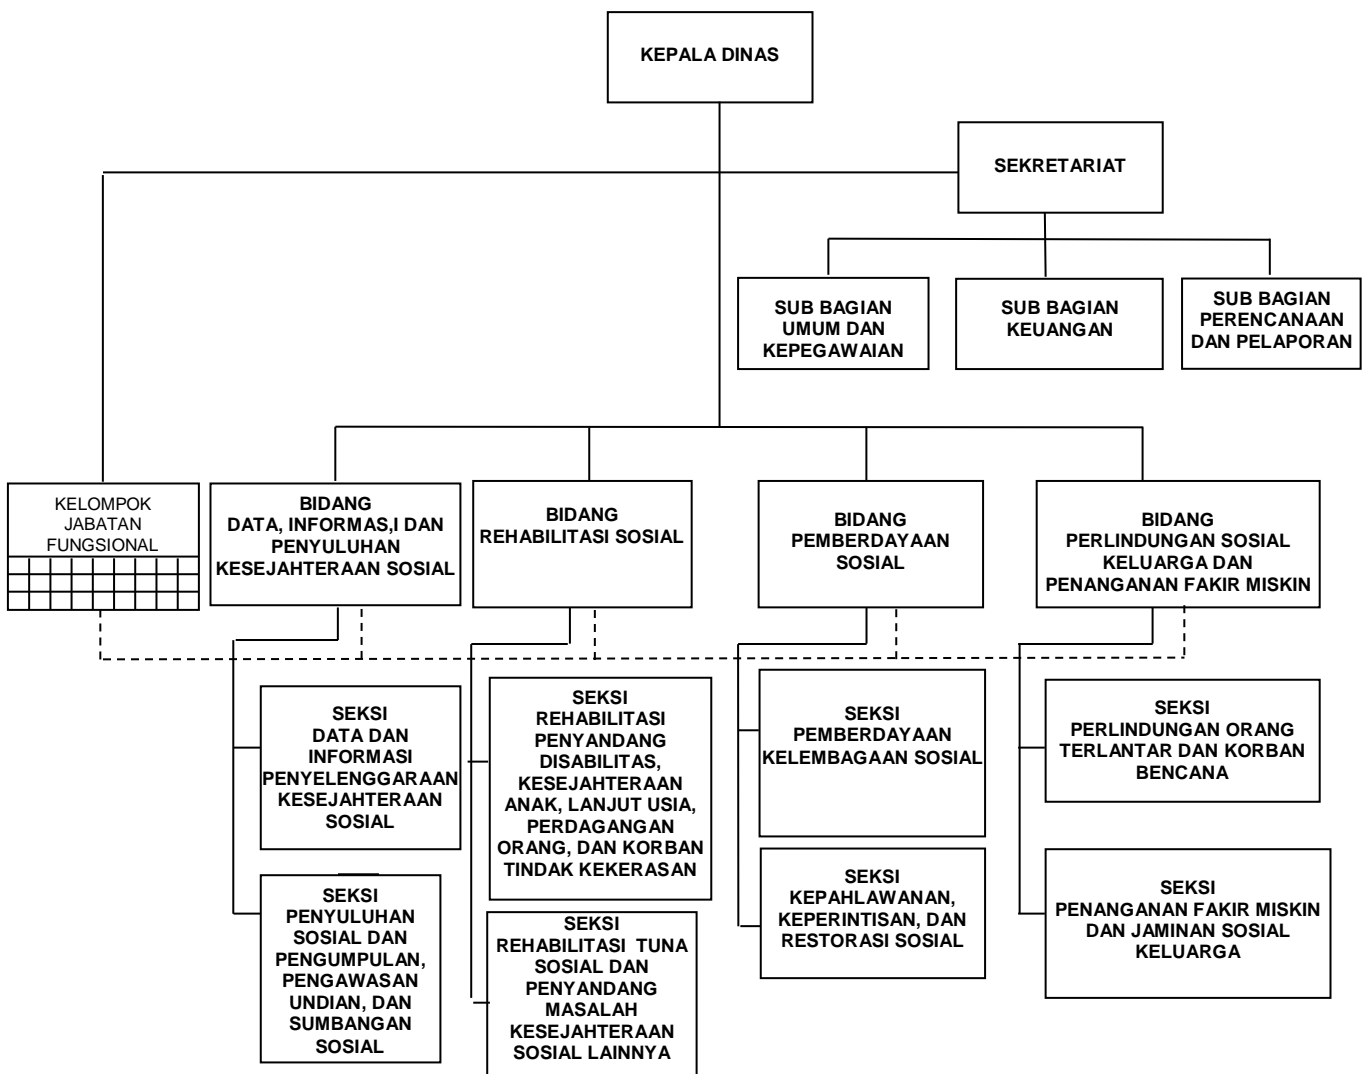 KEPALA DINAS
SEKRETARIAT
SUB BAGIAN
UMUM DAN
KEPEGAWAIAN
SUB BAGIAN
KEUANGAN
SUB BAGIAN
PERENCANAAN
DAN PELAPORAN
KELOMPOK
JABATAN
FUNGSIONAL
BIDANG
DATA, INFORMAS,I DAN
PENYULUHAN
KESEJAHTERAAN SOSIAL
BIDANG
REHABILITASI SOSIAL
BIDANG
PEMBERDAYAAN
SOSIAL
BIDANG
PERLINDUNGAN SOSIAL
KELUARGA DAN
PENANGANAN FAKIR MISKIN
SEKSI
DATA DAN
INFORMASI
PENYELENGGARAAN
KESEJAHTERAAN
SOSIAL
SEKSI
REHABILITASI
PENYANDANG
DISABILITAS,
KESEJAHTERAAN
ANAK, LANJUT USIA,
PERDAGANGAN
ORANG, DAN KORBAN
TINDAK KEKERASAN
SEKSI
PEMBERDAYAAN
KELEMBAGAAN SOSIAL
SEKSI
PERLINDUNGAN ORANG
TERLANTAR DAN KORBAN
BENCANA
SEKSI
PENYULUHAN
SOSIAL DAN
PENGUMPULAN,
PENGAWASAN
UNDIAN, DAN
SUMBANGAN
SOSIAL
SEKSI
REHABILITASI  TUNA
SOSIAL DAN
PENYANDANG
MASALAH
KESEJAHTERAAN
SOSIAL LAINNYA
SEKSI
KEPAHLAWANAN,
KEPERINTISAN, DAN
RESTORASI SOSIAL
SEKSI
PENANGANAN FAKIR MISKIN
DAN JAMINAN SOSIAL
KELUARGA